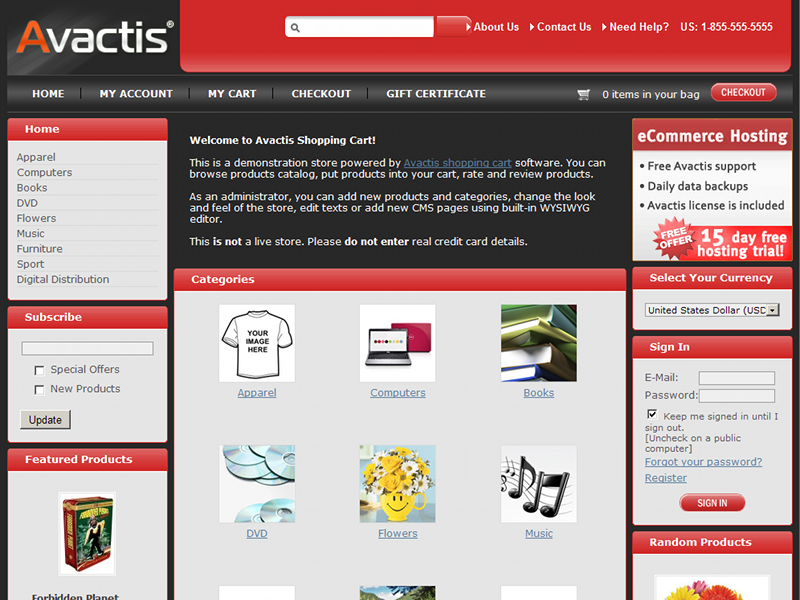 Avactis®
About Us
Contact Us
Need Help?
US: 1-855-555-5555
HOME
MY ACCOUNT
MY CART
CHECKOUT
GIFT CERTIFICATE
0 items in your bag
CHECKOUT
Home
Apparel
Computers
Books
DVD
Flowers
Music
Furniture
Sport
Digital Distribution
Subscribe
Special Offers
New Products
Update
Featured Products
Forbidden Planet
Welcome to Avactis Shopping Cart!
This is a demonstration store powered by Avactis shopping cart software. You can
browse products catalog, put products into your cart, rate and review products.
As an administrator, you can add new products and categories, change the look
and feel of the store, edit texts or add new CMS pages using built-in WYSIWYG
editor.
This is not a live store. Please do not enter real credit card details.
Categories
YOUR
IMAGE
HERE
Apparel
Computers
Books
DVD
Flowers
Music
eCommerce Hosting
• Free Avactis support
• Daily data backups
• Avactis license is included
FREE
OFFER
15 day free
hosting trial!
Select Your Currency
United States Dollar (USD
Sign In
E-Mail:
Password:
Keep me signed in until I
sign out.
[Uncheck on a public
computer]
Forgot your password?
Register
SIGN IN
Random Products